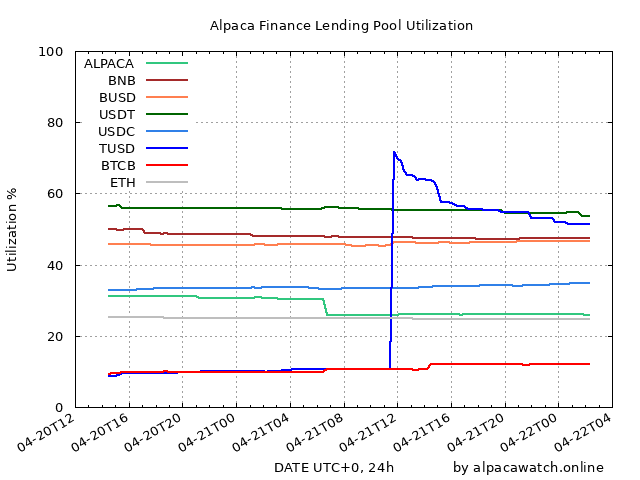 Alpaca Finance Lending Pool Utilization
100
80
60
40
20
0
Utilization %
ALPACA
BNB
BUSD
USDT
USDC
TUSD
BTCB
ETH
04-20T12
04-20T16
04-20T20
04-21T00
04-21T04
04-21T08
04-21T12
04-21T16
04-21T20
04-22T00
04-22T04
DATE UTC+0, 24h
by alpacawatch.online